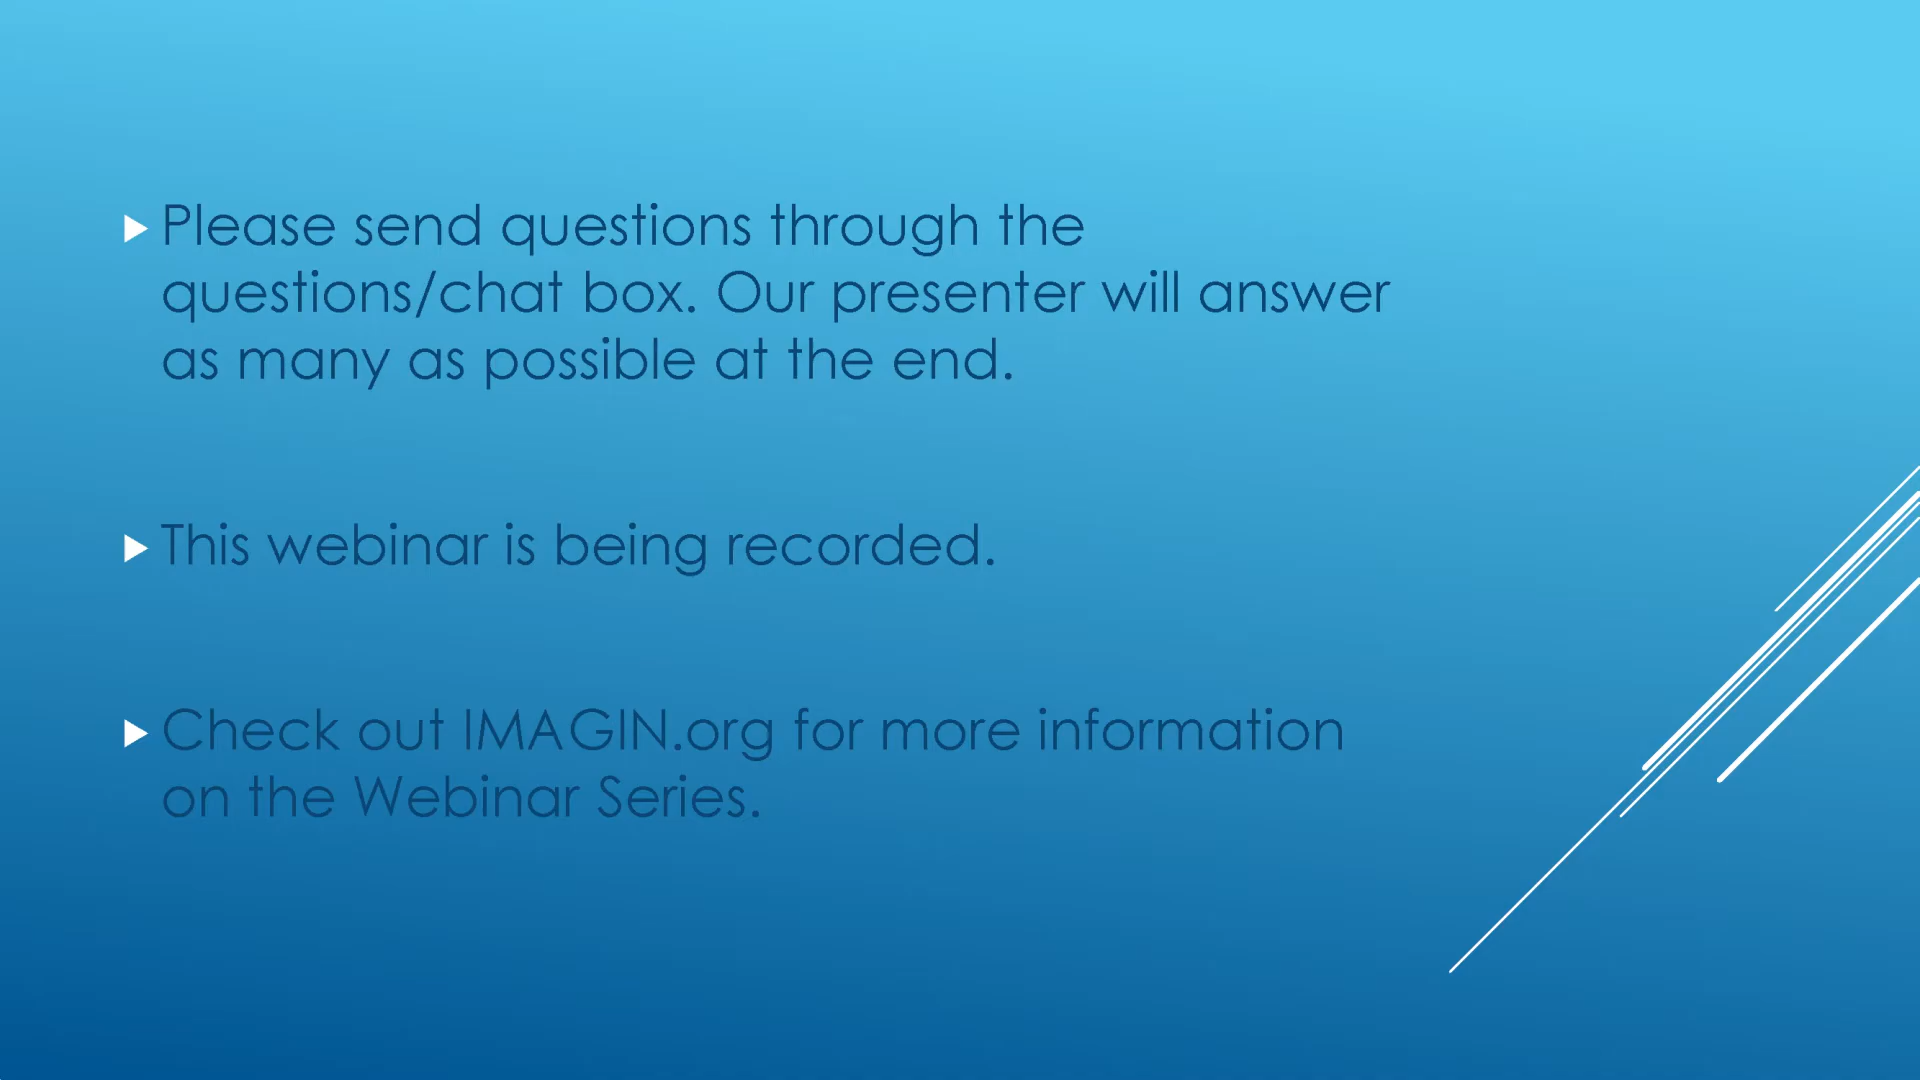 Please send questions through the
questions/chat box. Our presenter will answer
as many as possible at the end.
This webinar is being recorded.
Check out IMAGIN.org for more information
on the Webinar Series.